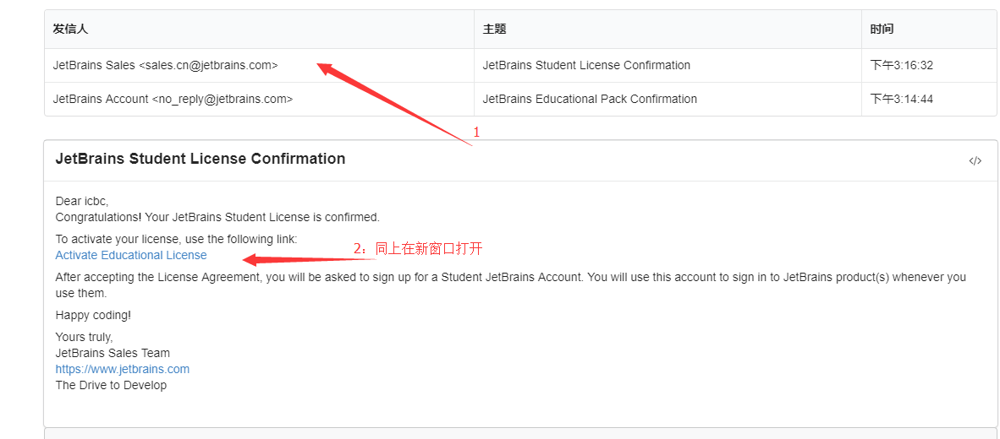 发信人 主题 时间
JetBrains Sales <sales.cn@jetbrains.com> JetBrains Student License Confirmation 下午3:16:32
JetBrains Account <no_reply@jetbrains.com> JetBrains Educational Pack Confirmation 下午3:14:44
1
JetBrains Student License Confirmation </>
Dear icbc,
Congratulations! Your JetBrains Student License is confirmed.
To activate your license, use the following link:
Activate Educational License
2：同上在新窗口打开
After accepting the License Agreement, you will be asked to sign up for a Student JetBrains Account. You will use this account to sign in to JetBrains product(s) whenever you
use them.
Happy coding!
Yours truly,
JetBrains Sales Team
https://www.jetbrains.com
The Drive to Develop